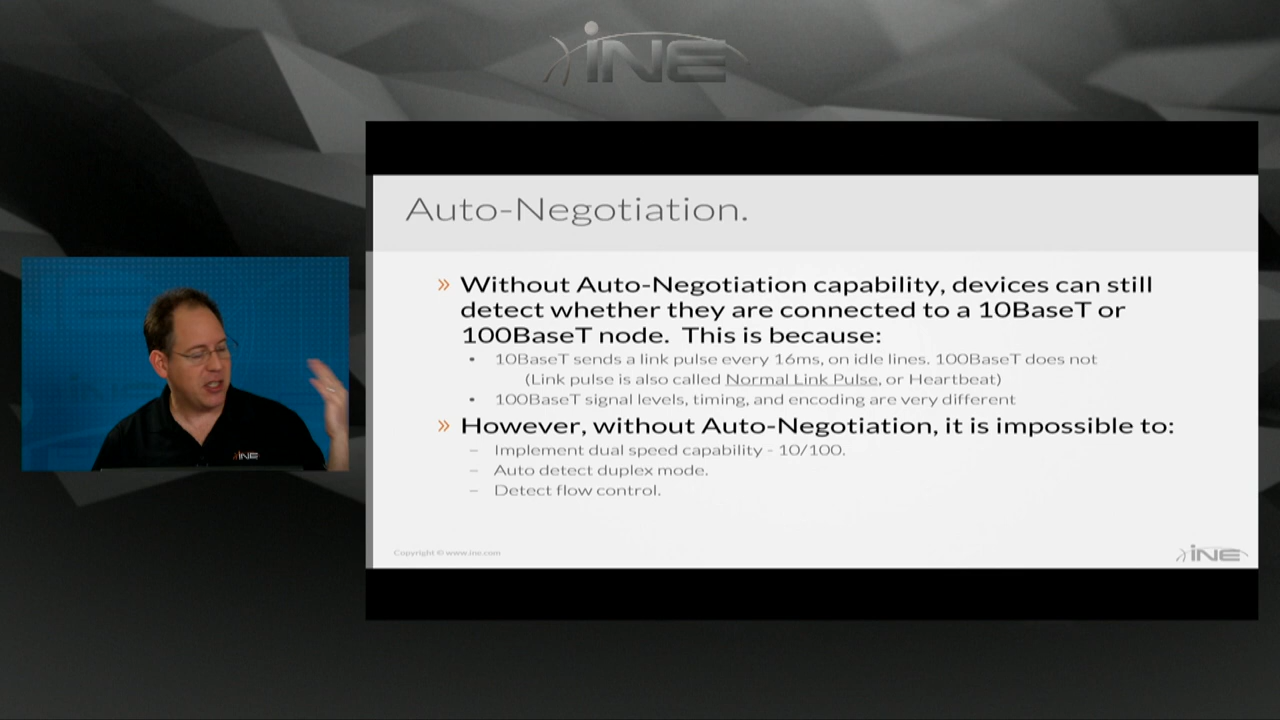 iNE
Auto-Negotiation.
» Without Auto-Negotiation capability, devices can still
detect whether they are connected to a 10BaseT or
100BaseT node. This is because:
• 10BaseT sends a link pulse every 16ms, on idle lines. 100BaseT does not
(Link pulse is also called Normal Link Pulse, or Heartbeat)
• 100BaseT signal levels, timing, and encoding are very different
» However, without Auto-Negotiation, it is impossible to:
– Implement dual speed capability - 10/100.
– Auto detect duplex mode.
– Detect flow control.
iNE
Copyright © www.ine.com
iNE